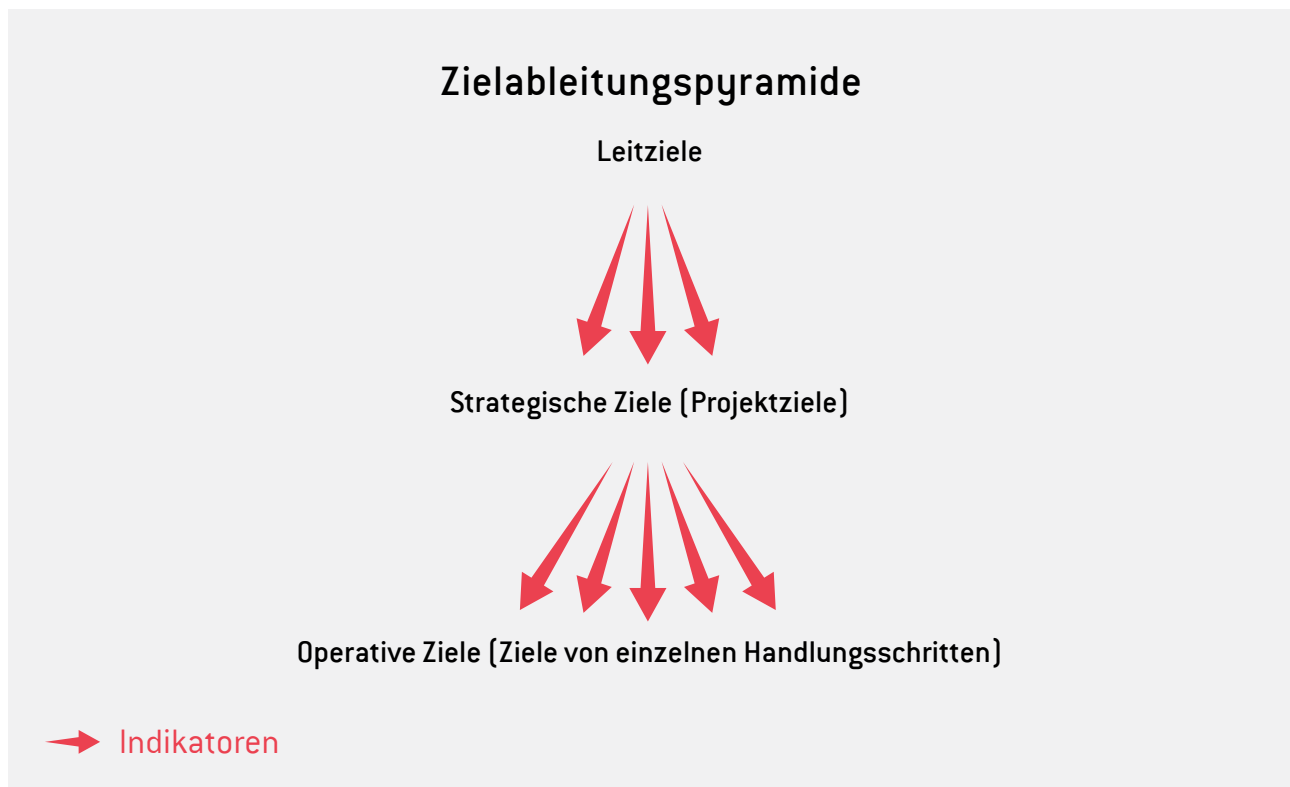 Zielableitungspyramide
Leitziele
Strategische Ziele (Projektziele)
Operative Ziele (Ziele von einzelnen Handlungsschritten)
Indikatoren